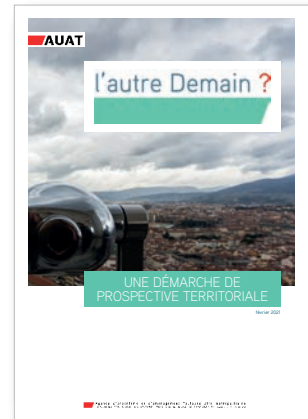 AUAT
l'autre Demain ?
UNE DÉMARCHE DE
PROSPECTIVE TERRITORIALE
février 2021